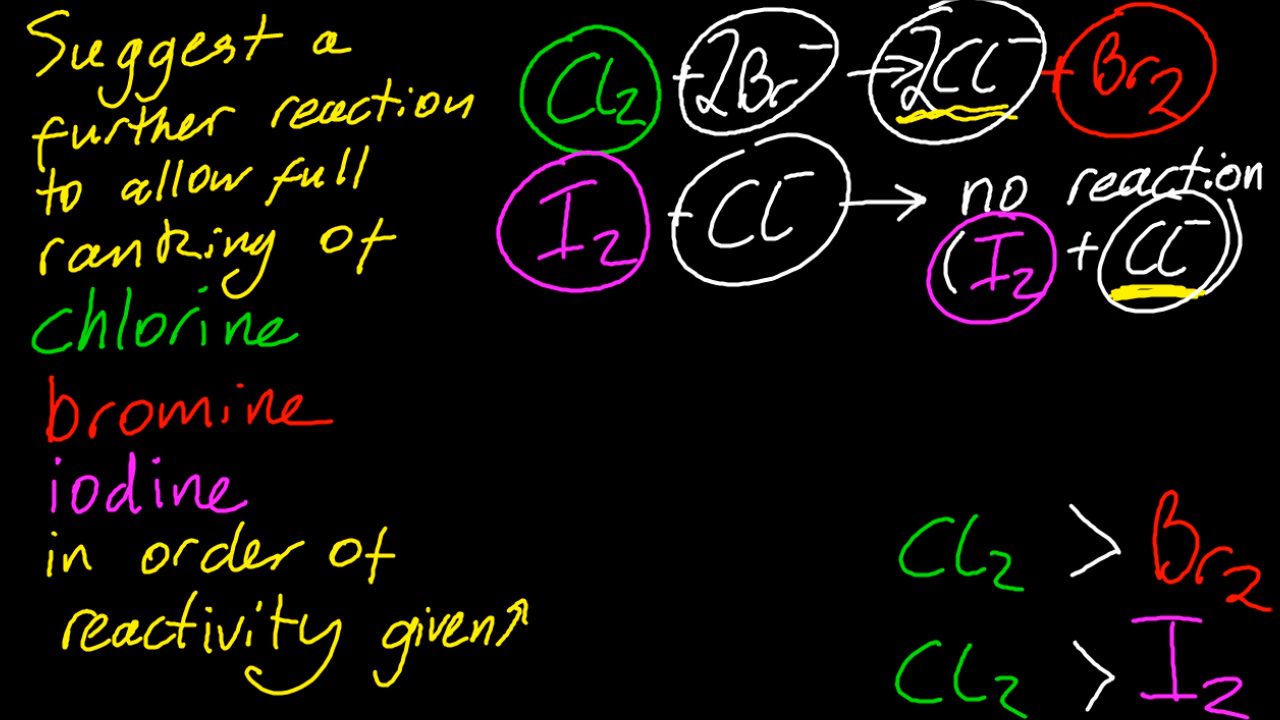 Suggest a
further reaction
to allow full
ranking of
chlorine
bromine
iodine
in order of
reactivity given↗
Cl₂ + 2Br⁻ → 2Cl⁻ + Br₂
I₂ + Cl⁻ → no reaction
(I₂ + Cl⁻)
Cl₂ > Br₂
Cl₂ > I₂